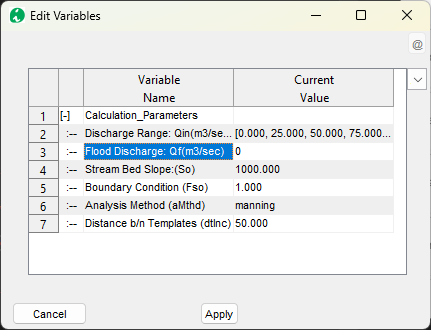 Edit Variables
@
Variable Name Current Value
1 [-] Calculation_Parameters
2 :-- Discharge Range: Qin(m3/se... [0.000, 25.000, 50.000, 75.000...
3 :-- Flood Discharge: Qf(m3/sec) 0
4 :-- Stream Bed Slope:(So) 1000.000
5 :-- Boundary Condition (Fso) 1.000
6 :-- Analysis Method (aMthd) manning
7 :-- Distance b/n Templates (dtInc) 50.000
Cancel Apply